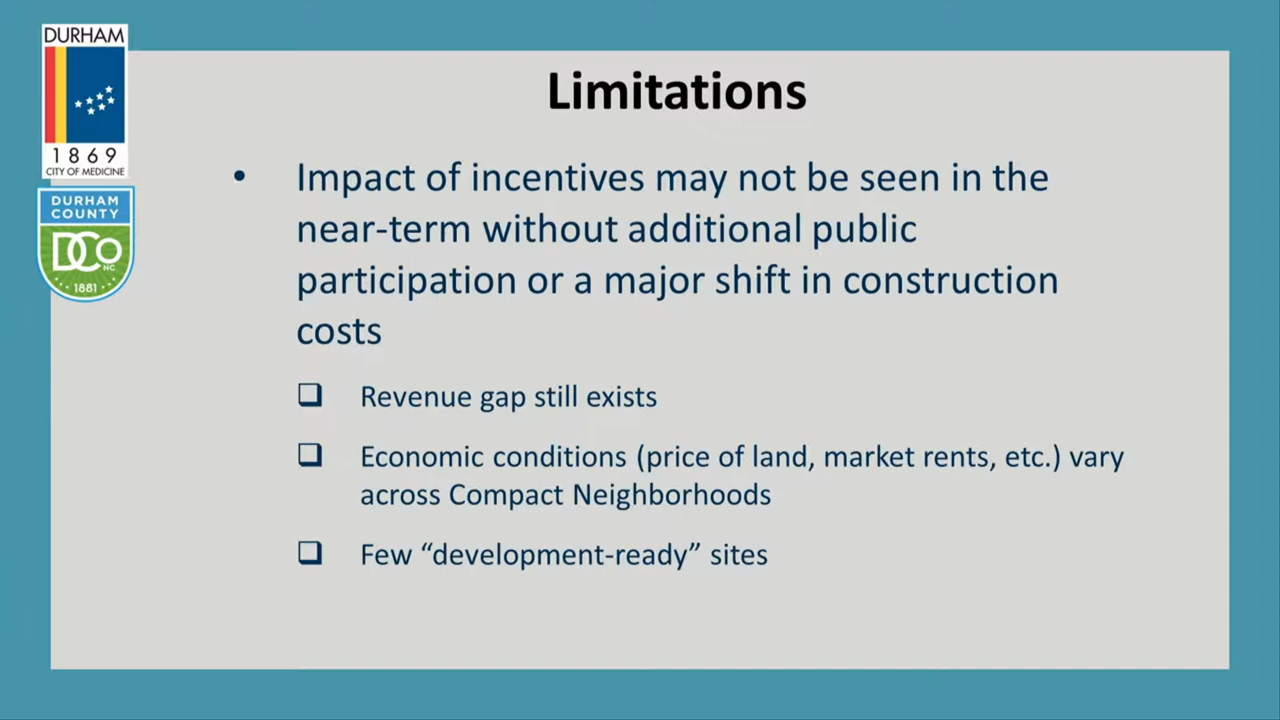 DURHAM
1869
CITY OF MEDICINE
DURHAM
COUNTY
DCo
NC
1881
Limitations
• Impact of incentives may not be seen in the
near-term without additional public
participation or a major shift in construction
costs
❑ Revenue gap still exists
❑ Economic conditions (price of land, market rents, etc.) vary
across Compact Neighborhoods
❑ Few “development-ready” sites